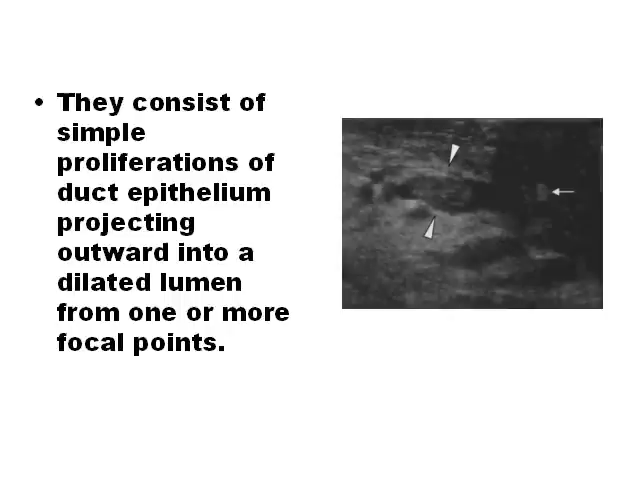 • They consist of
simple
proliferations of
duct epithelium
projecting
outward into a
dilated lumen
from one or more
focal points.